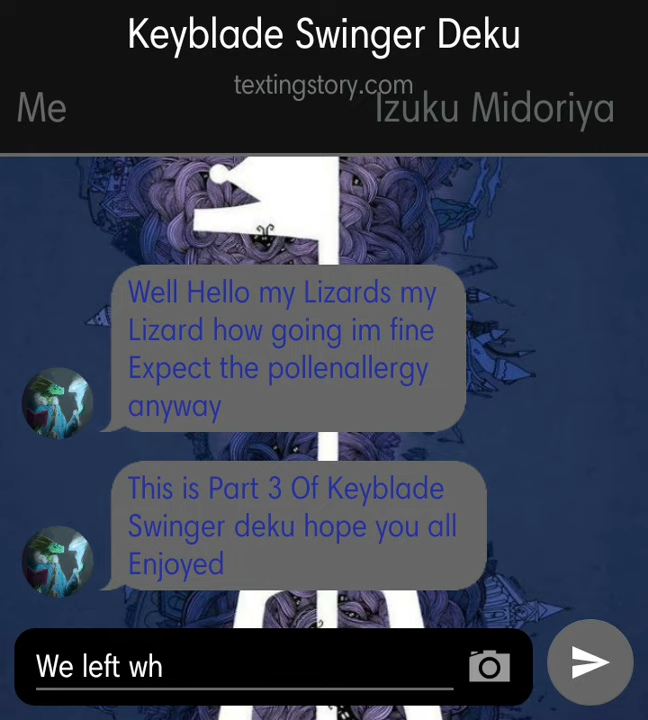 Keyblade Swinger Deku
textingstory.com
Me
Izuku Midoriya
Well Hello my Lizards my
Lizard how going im fine
Expect the pollenallergy
anyway
This is Part 3 Of Keyblade
Swinger deku hope you all
Enjoyed
We left wh